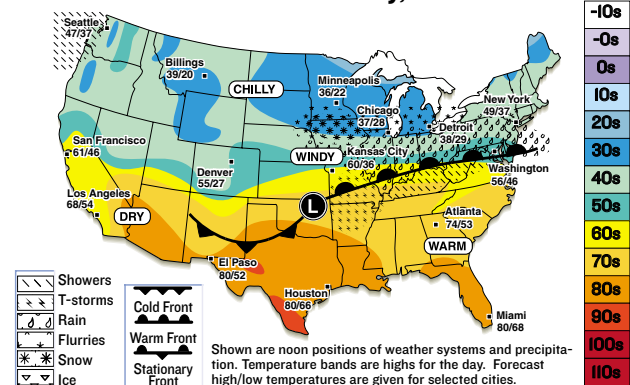 Seattle
47/37
Billings
39/20
CHILLY
Minneapolis
36/22
Chicago
37/28
New York
49/37
Detroit
38/29
San Francisco
61/46
Denver
55/27
WINDY
Kansas City
60/36
Washington
56/46
Los Angeles
68/54
DRY
L
Atlanta
74/53
WARM
El Paso
80/52
Houston
80/66
Miami
80/68
-10s
-0s
0s
10s
20s
30s
40s
50s
60s
70s
80s
90s
100s
110s
Showers
T-storms
Rain
Flurries
Snow
Ice
Cold Front
Warm Front
Stationary
Front
Shown are noon positions of weather systems and precipita-
tion. Temperature bands are highs for the day. Forecast
high/low temperatures are given for selected cities.